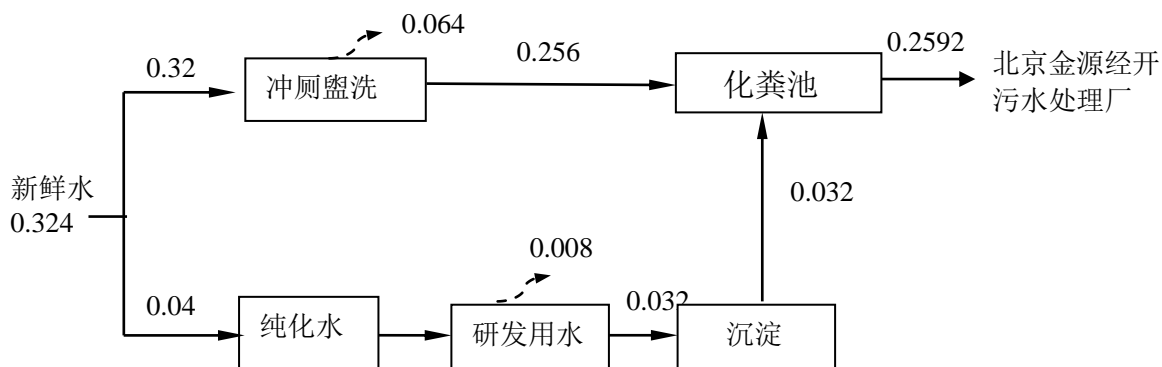 0.064
0.32
冲厕盥洗
0.256
化粪池
0.2592
北京金源经开
污水处理厂
新鲜水
0.324
0.032
0.04
纯化水
0.008
研发用水
0.032
沉淀